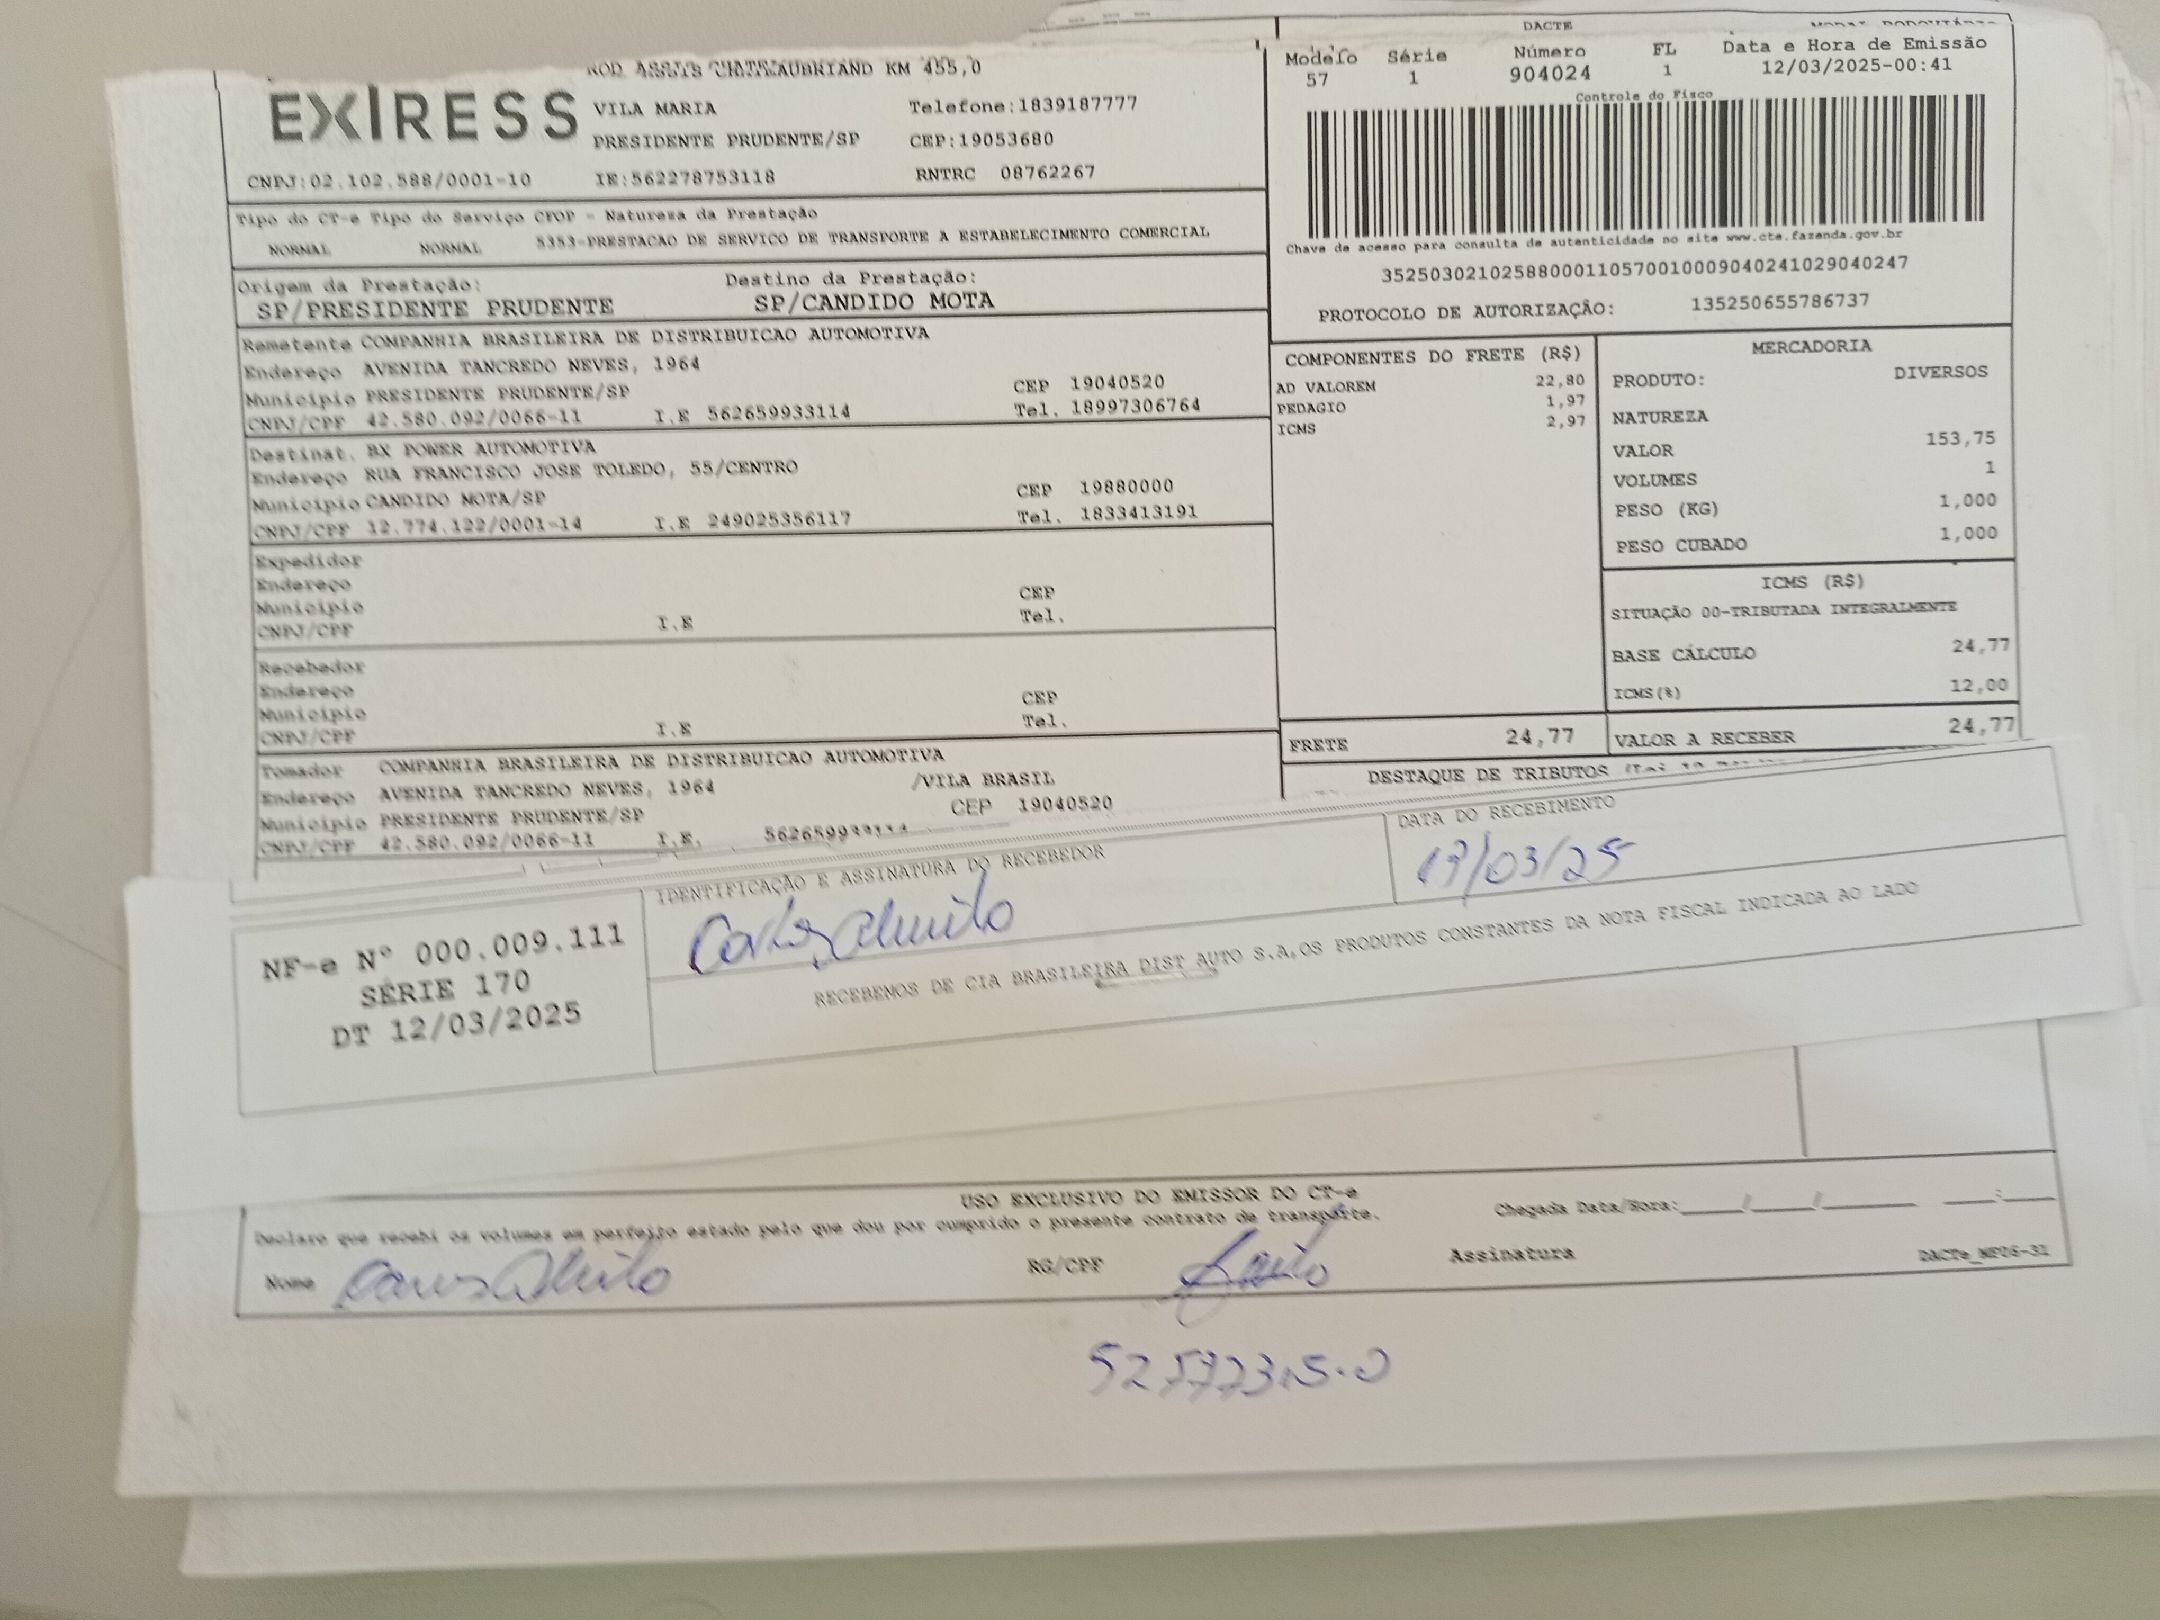 DACTE
ROD ASSIS CHATEAUBRIAND KM 455,0
EXIRESS
VILA MARIA Telefone:1839187777
PRESIDENTE PRUDENTE/SP CEP:19053680
CNPJ:02.102.588/0001-10 IE:562278753118 RNTRC 08762267
Modelo Série Número FL Data e Hora de Emissão
57 1 904024 1 12/03/2025-00:41
Controle do Fisco
Chave de acesso para consulta de autenticidade no site www.cte.fazenda.gov.br
35250302102588000110570010009040241029040247
PROTOCOLO DE AUTORIZAÇÃO: 135250655786737
Tipo do CT-e Tipo do Serviço CFOP - Natureza da Prestação
NORMAL NORMAL 5353-PRESTACAO DE SERVICO DE TRANSPORTE A ESTABELECIMENTO COMERCIAL
Origem da Prestação: Destino da Prestação:
SP/PRESIDENTE PRUDENTE SP/CANDIDO MOTA
Remetente COMPANHIA BRASILEIRA DE DISTRIBUICAO AUTOMOTIVA
Endereço AVENIDA TANCREDO NEVES, 1964
Município PRESIDENTE PRUDENTE/SP CEP 19040520
CNPJ/CPF 42.580.092/0066-11 I.E 562659933114 Tel. 18997306764
Destinat. BX POWER AUTOMOTIVA
Endereço RUA FRANCISCO JOSE TOLEDO, 55/CENTRO
Município CANDIDO MOTA/SP CEP 19880000
CNPJ/CPF 12.774.122/0001-14 I.E 249025356117 Tel. 1833413191
Expedidor
Endereço
Município CEP
CNPJ/CPF I.E Tel.
Recebedor
Endereço
Município CEP
CNPJ/CPF I.E Tel.
Tomador COMPANHIA BRASILEIRA DE DISTRIBUICAO AUTOMOTIVA
Endereço AVENIDA TANCREDO NEVES, 1964 /VILA BRASIL
Município PRESIDENTE PRUDENTE/SP CEP 19040520
CNPJ/CPF 42.580.092/0066-11 I.E. 562659933114
COMPONENTES DO FRETE (R$)
AD VALOREM 22,80
PEDAGIO 1,97
ICMS 2,97
FRETE 24,77
MERCADORIA
PRODUTO: DIVERSOS
NATUREZA
VALOR 153,75
VOLUMES 1
PESO (KG) 1,000
PESO CUBADO 1,000
ICMS (R$)
SITUAÇÃO 00-TRIBUTADA INTEGRALMENTE
BASE CÁLCULO 24,77
ICMS(%) 12,00
VALOR A RECEBER 24,77
DESTAQUE DE TRIBUTOS
IDENTIFICAÇÃO E ASSINATURA DO RECEBEDOR
DATA DO RECEBIMENTO
NF-e N° 000.009.111
SÉRIE 170
DT 12/03/2025
RECEBEMOS DE CIA BRASILEIRA DIST AUTO S.A,OS PRODUTOS CONSTANTES DA NOTA FISCAL INDICADA AO LADO
USO EXCLUSIVO DO EMISSOR DO CT-e
Declaro que recebi os volumes em perfeito estado pelo que dou por cumprido o presente contrato de transporte.
Chegada Data/Hora:____/____/____ ____:____
Nome RG/CPF Assinatura DACTe_MF06-31